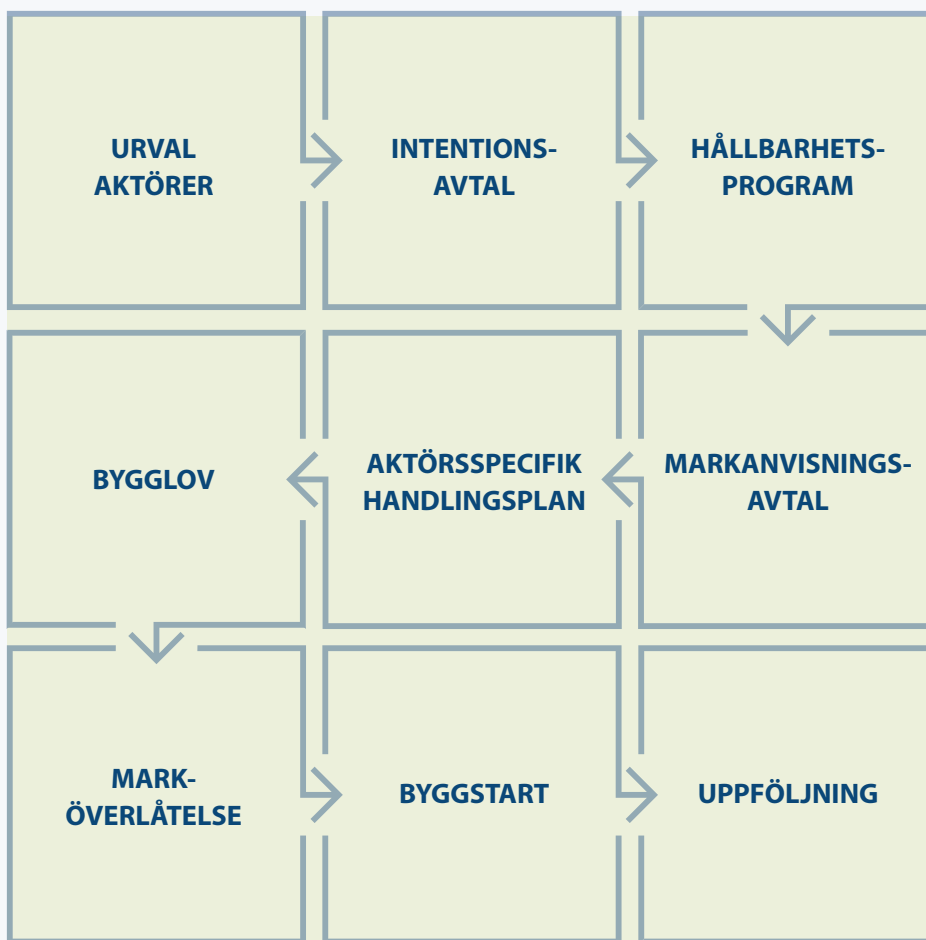 URVAL
AKTÖRER
INTENTIONS-
AVTAL
HÅLLBARHETS-
PROGRAM
BYGGLOV
AKTÖRSSPECIFIK
HANDLINGSPLAN
MARKANVISNINGS-
AVTAL
MARK-
ÖVERLÅTELSE
BYGGSTART
UPPFÖLJNING